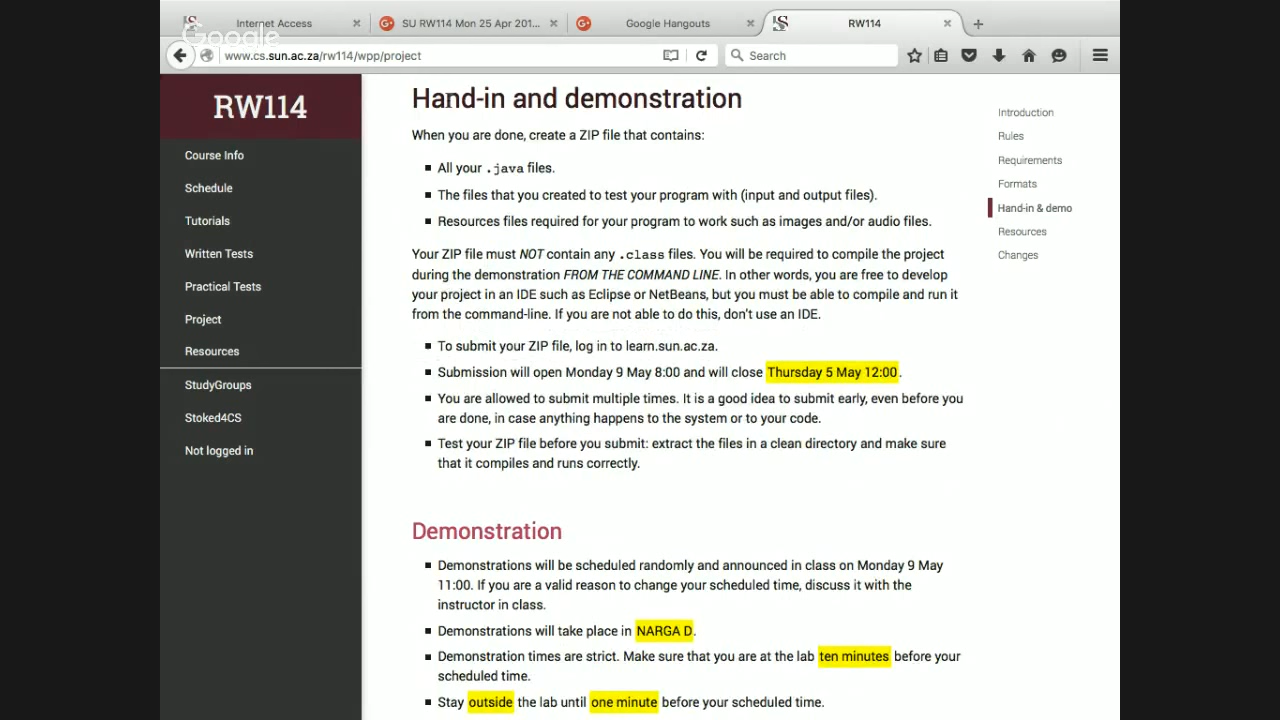 Internet Access
SU RW114 Mon 25 Apr 201...
Google Hangouts
RW114
Google
www.cs.sun.ac.za/rw114/wpp/project
Search
RW114
Course Info
Schedule
Tutorials
Written Tests
Practical Tests
Project
Resources
StudyGroups
Stoked4CS
Not logged in
Hand-in and demonstration
When you are done, create a ZIP file that contains:
All your .java files.
The files that you created to test your program with (input and output files).
Resources files required for your program to work such as images and/or audio files.
Your ZIP file must NOT contain any .class files. You will be required to compile the project
during the demonstration FROM THE COMMAND LINE. In other words, you are free to develop
your project in an IDE such as Eclipse or NetBeans, but you must be able to compile and run it
from the command-line. If you are not able to do this, don't use an IDE.
To submit your ZIP file, log in to learn.sun.ac.za.
Submission will open Monday 9 May 8:00 and will close Thursday 5 May 12:00.
You are allowed to submit multiple times. It is a good idea to submit early, even before you
are done, in case anything happens to the system or to your code.
Test your ZIP file before you submit: extract the files in a clean directory and make sure
that it compiles and runs correctly.
Demonstration
Demonstrations will be scheduled randomly and announced in class on Monday 9 May
11:00. If you are a valid reason to change your scheduled time, discuss it with the
instructor in class.
Demonstrations will take place in NARGA D.
Demonstration times are strict. Make sure that you are at the lab ten minutes before your
scheduled time.
Stay outside the lab until one minute before your scheduled time.
Introduction
Rules
Requirements
Formats
Hand-in & demo
Resources
Changes